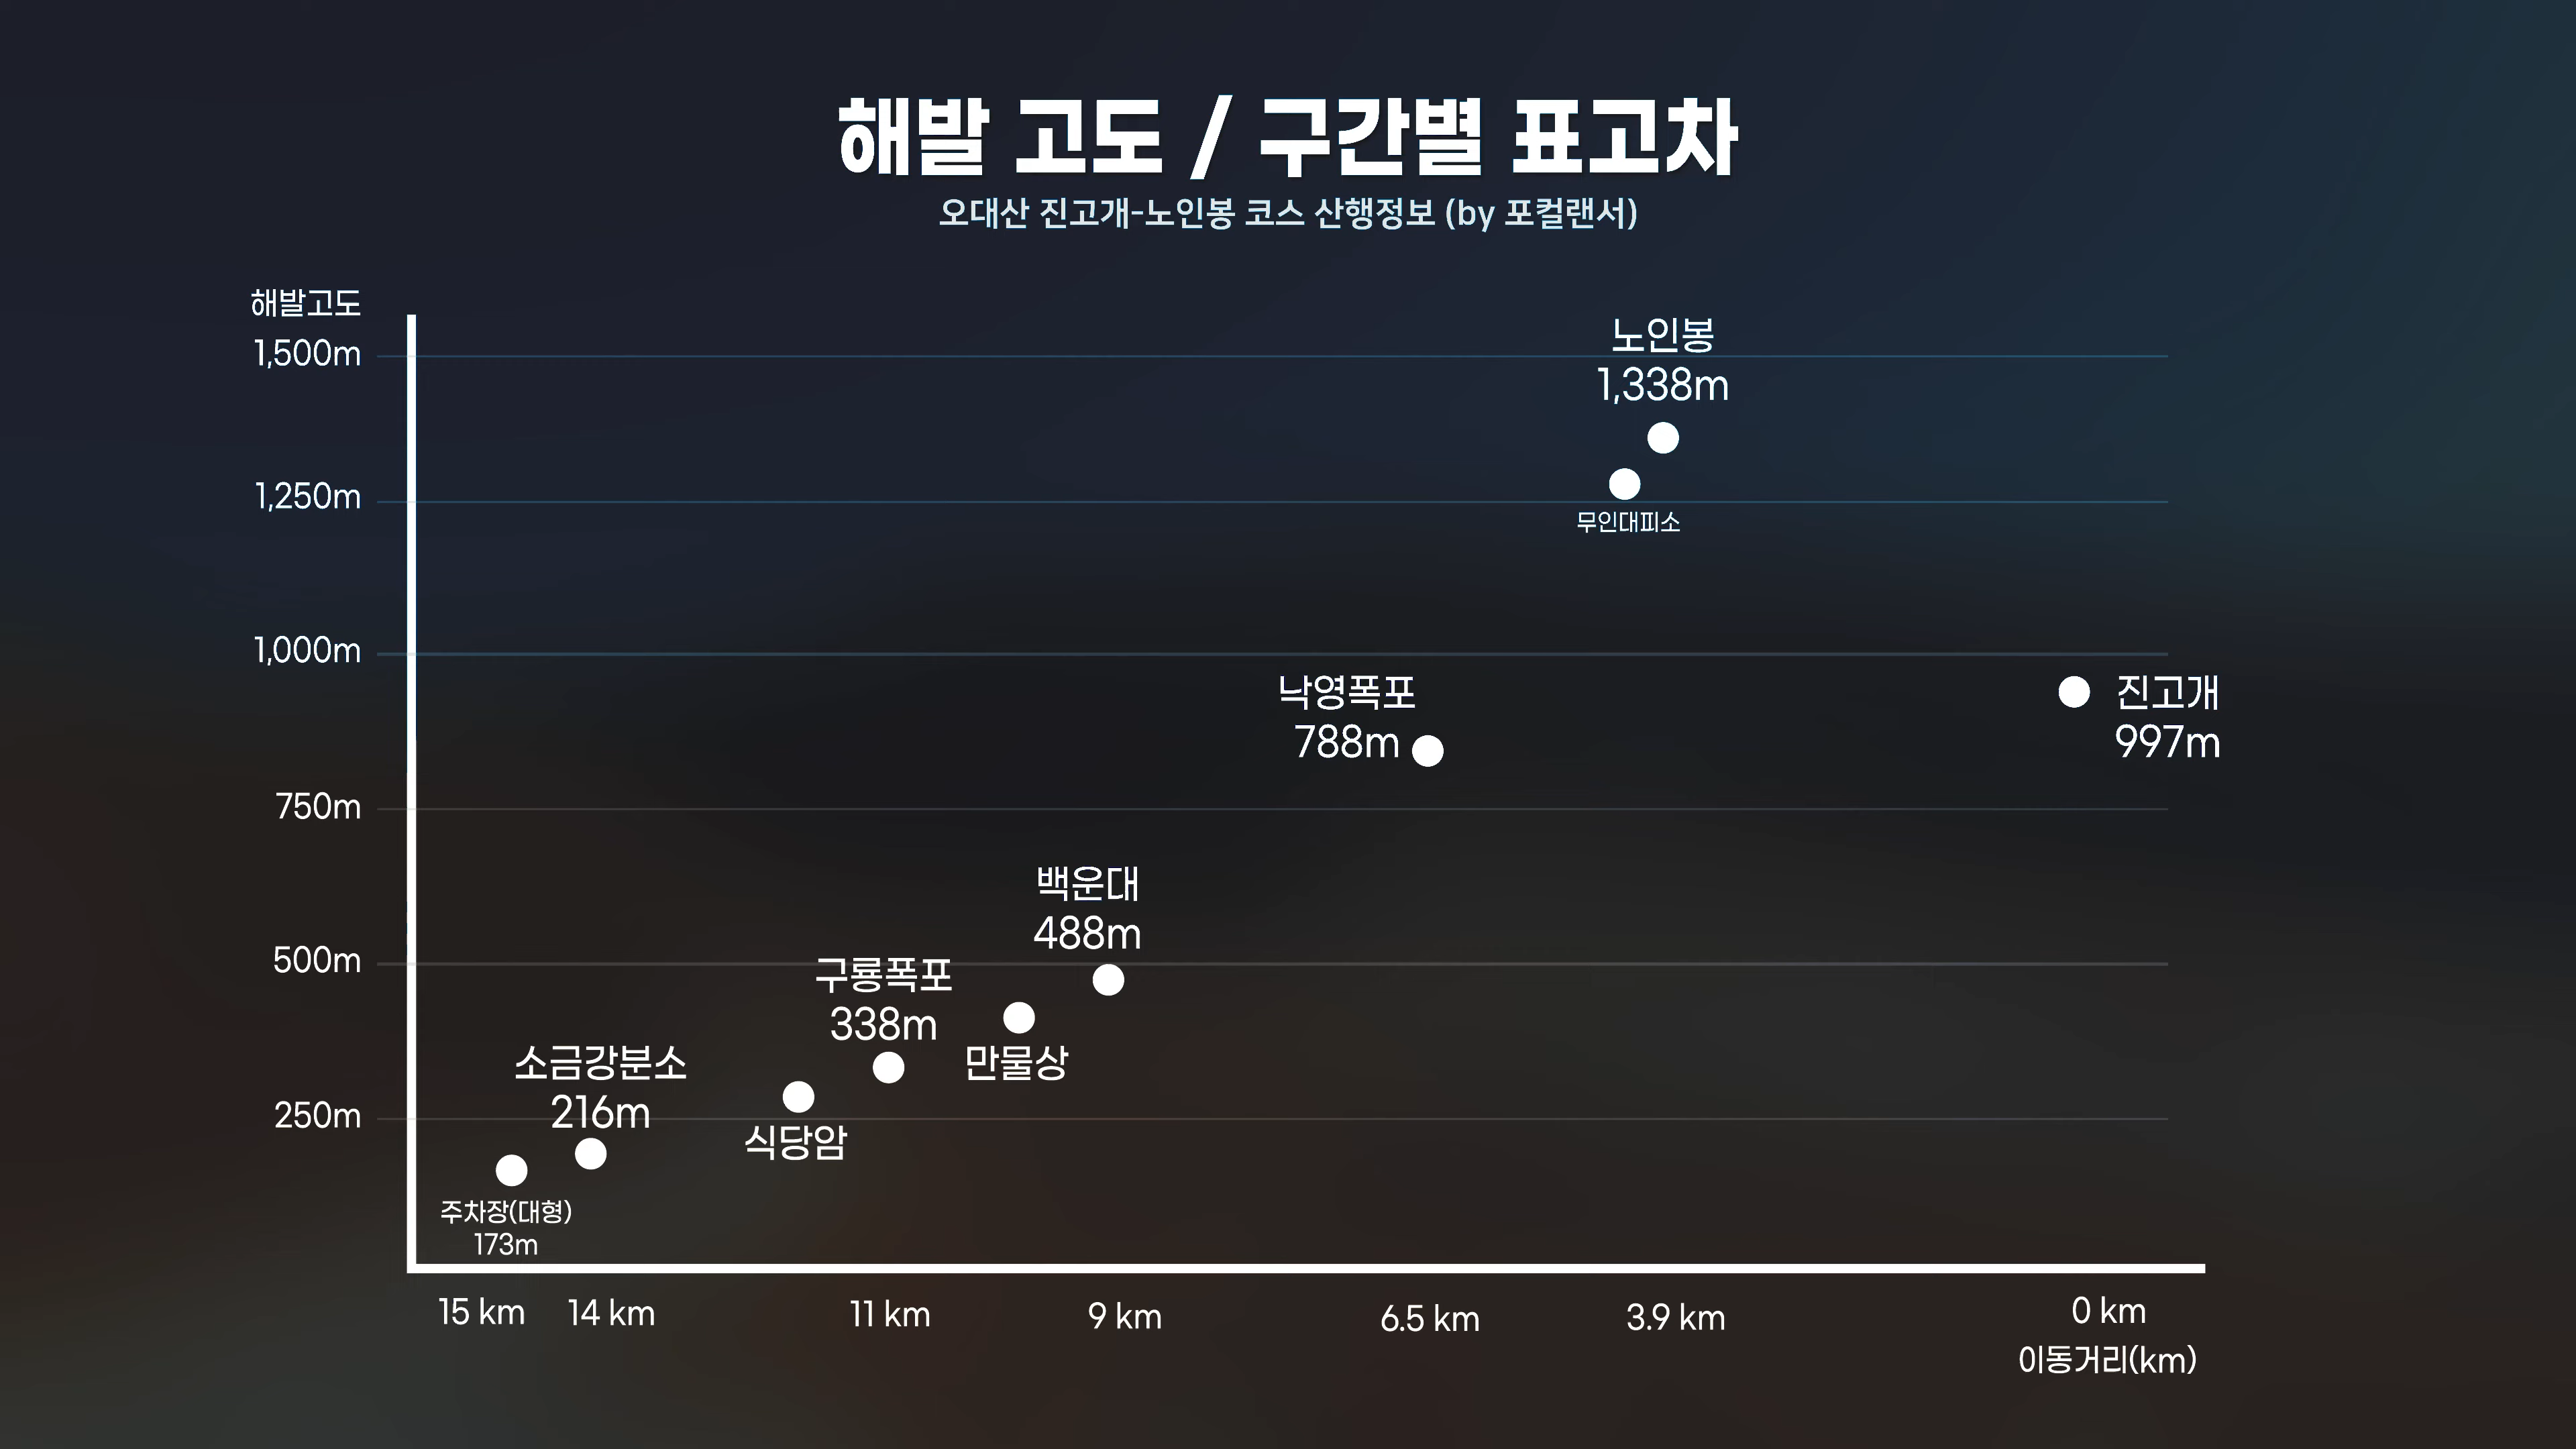 해발 고도 / 구간별 표고차
오대산 진고개-노인봉 코스 산행정보 (by 포컬랜서)
해발고도
1,500m
1,250m
1,000m
750m
500m
250m
노인봉
1,338m
무인대피소
진고개
997m
낙영폭포
788m
백운대
488m
구룡폭포
338m
만물상
소금강분소
216m
식당암
주차장(대형)
173m
15 km
14 km
11 km
9 km
6.5 km
3.9 km
0 km
이동거리(km)